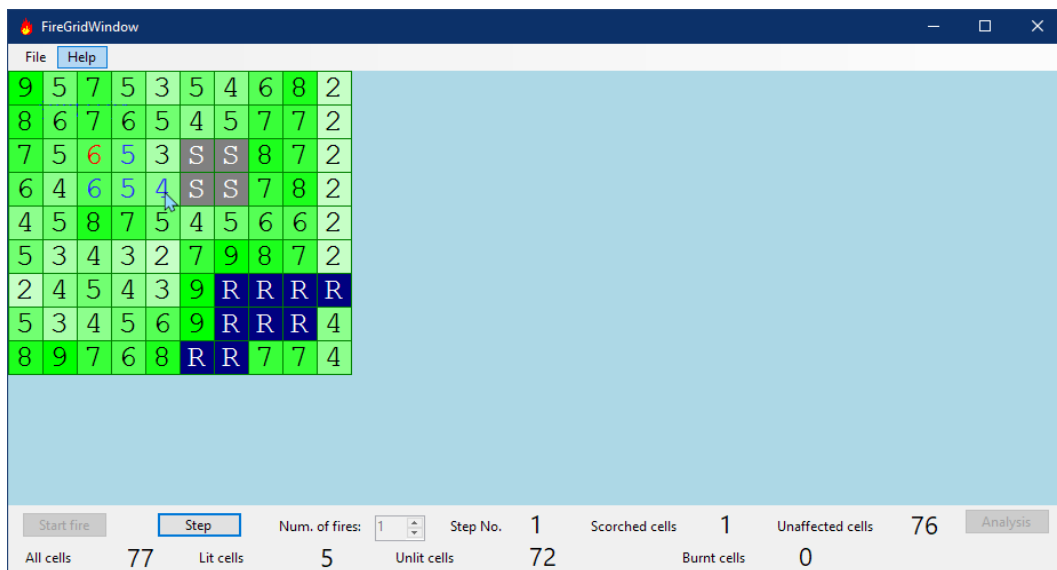 FireGridWindow
File Help
9 5 7 5 3 5 4 6 8 2
8 6 7 6 5 4 5 7 7 2
7 5 6 5 3 S S 8 7 2
6 4 6 5 4 S S 7 8 2
4 5 8 7 5 4 5 6 6 2
5 3 4 3 2 7 9 8 7 2
2 4 5 4 3 9 R R R R
5 3 4 5 6 9 R R R 4
8 9 7 6 8 R R 7 7 4
Start fire Step Num. of fires: 1 Step No. 1 Scorched cells 1 Unaffected cells 76 Analysis
All cells 77 Lit cells 5 Unlit cells 72 Burnt cells 0